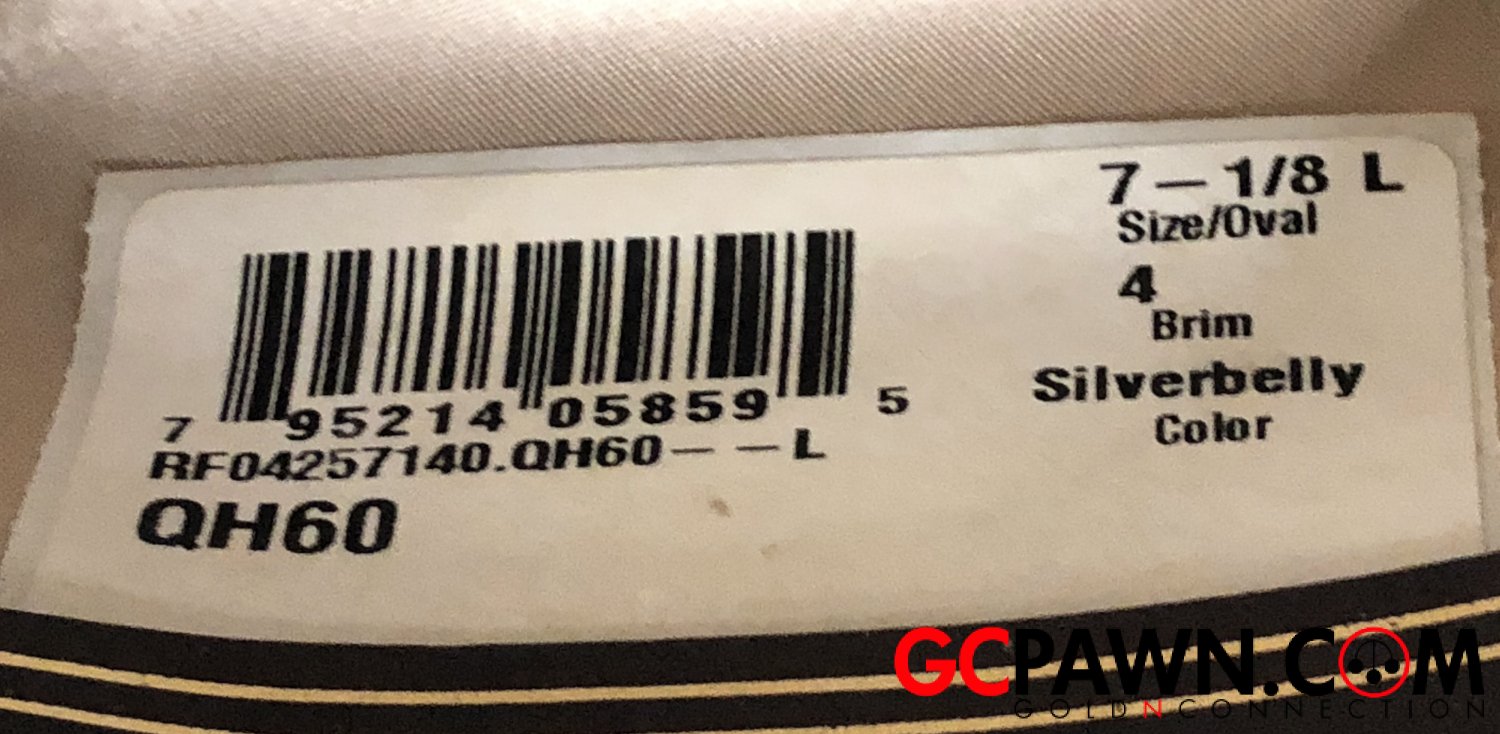 7 95214 05859 5
RF04257140.QH60- -L
QH60
7-1/8 L
Size/Oval
4
Brim
Silverbelly
Color
GCPAWN.COM
GOLDNCONNECTION